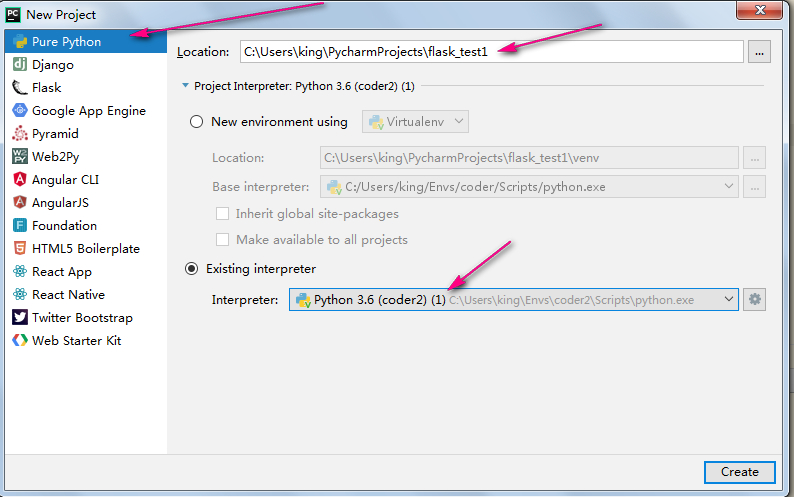 PC New Project
Pure Python
Django
Flask
Google App Engine
Pyramid
Web2Py
Angular CLI
AngularJS
Foundation
HTML5 Boilerplate
React App
React Native
Twitter Bootstrap
Web Starter Kit
Location: C:\Users\king\PycharmProjects\flask_test1 ...
Project Interpreter: Python 3.6 (coder2) (1)
New environment using Virtualenv
Location: C:\Users\king\PycharmProjects\flask_test1\venv ...
Base interpreter: C:/Users/king/Envs/coder/Scripts/python.exe ...
Inherit global site-packages
Make available to all projects
Existing interpreter
Interpreter: Python 3.6 (coder2) (1) C:\Users\king\Envs\coder2\Scripts\python.exe
Create